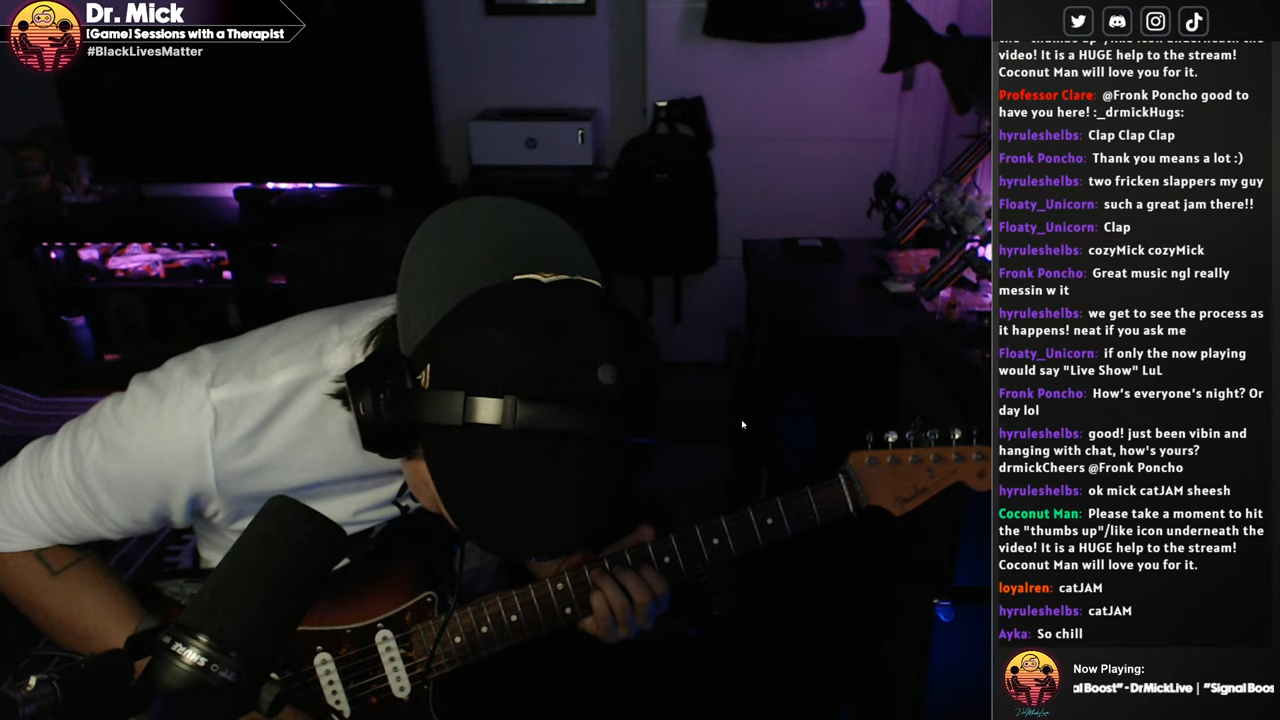 Dr. Mick
[Game] Sessions with a Therapist
#BlackLivesMatter
video! It is a HUGE help to the stream!
Coconut Man will love you for it.
Professor Clare: @Fronk Poncho good to
have you here! :_drmickHugs:
hyruleshelbs: Clap Clap Clap
Fronk Poncho: Thank you means a lot :)
hyruleshelbs: two fricken slappers my guy
Floaty_Unicorn: such a great jam there!!
Floaty_Unicorn: Clap
hyruleshelbs: cozyMick cozyMick
Fronk Poncho: Great music ngl really
messin w it
hyruleshelbs: we get to see the process as
it happens! neat if you ask me
Floaty_Unicorn: if only the now playing
would say "Live Show" LuL
Fronk Poncho: How's everyone's night? Or
day lol
hyruleshelbs: good! just been vibin and
hanging with chat, how's yours?
drmickCheers @Fronk Poncho
hyruleshelbs: ok mick catJAM sheesh
Coconut Man: Please take a moment to hit
the "thumbs up"/like icon underneath the
video! It is a HUGE help to the stream!
Coconut Man will love you for it.
loyalren: catJAM
hyruleshelbs: catJAM
Ayka: So chill
Now Playing:
al Boost" - DrMickLive | "Signal Boos
DrMickLive
SHURE
Fender
hp